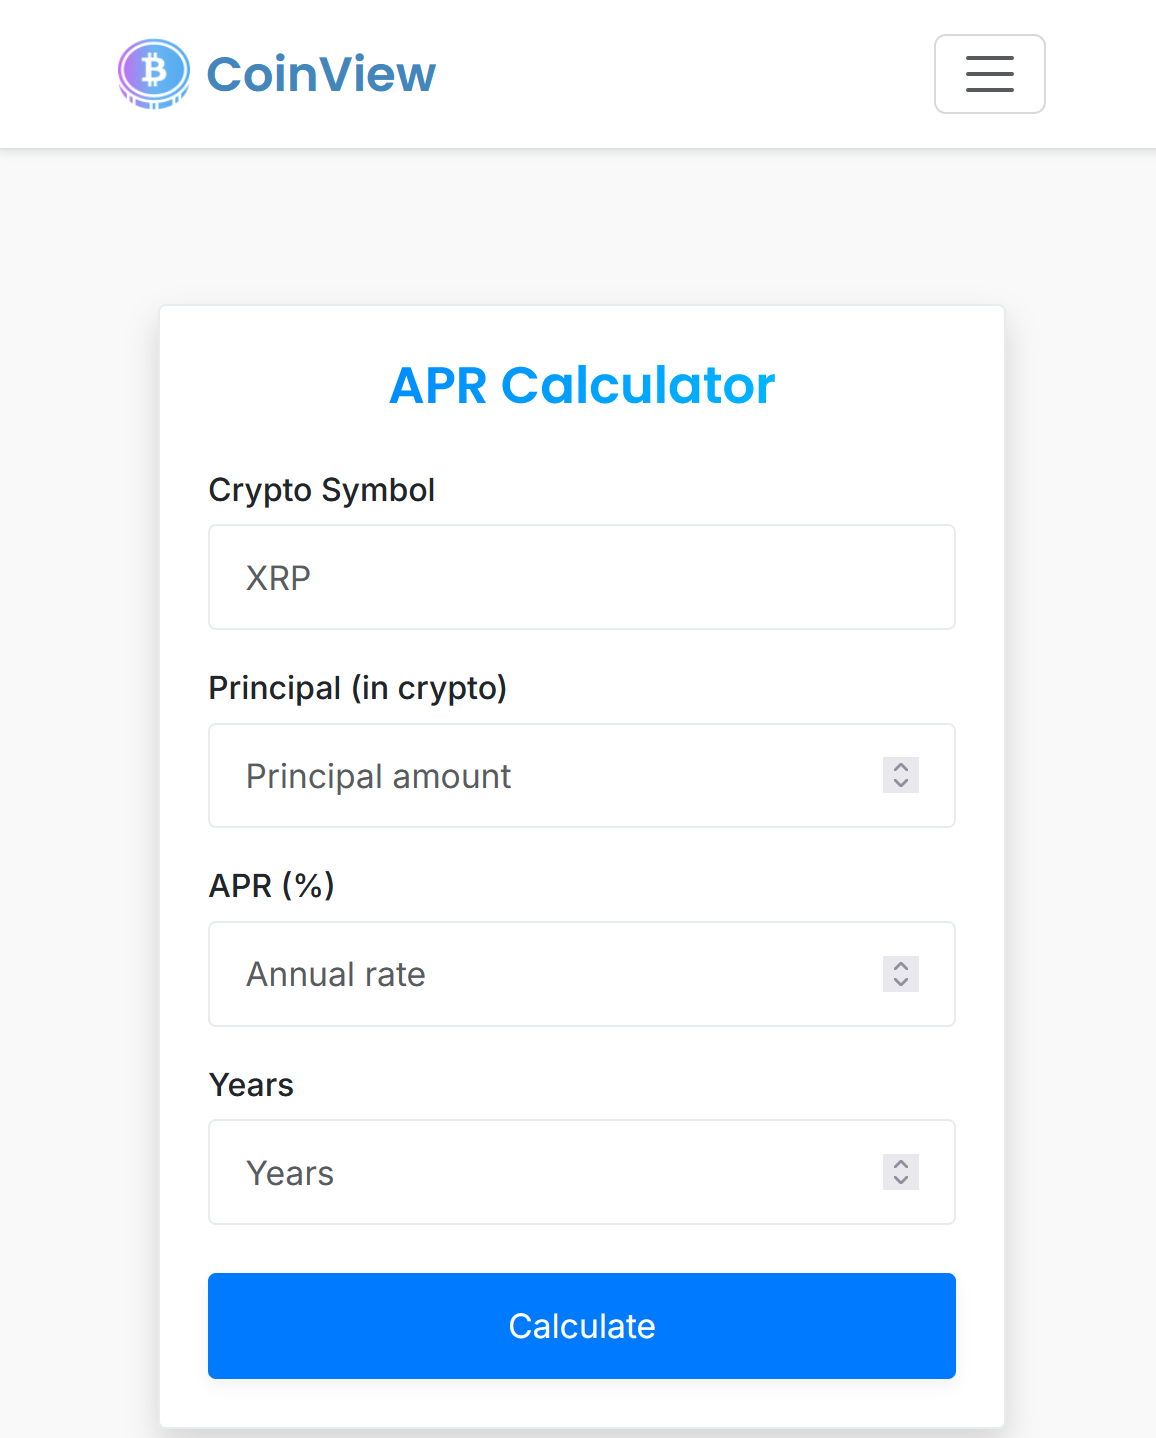 CoinView
APR Calculator
Crypto Symbol
XRP
Principal (in crypto)
Principal amount
APR (%)
Annual rate
Years
Years
Calculate